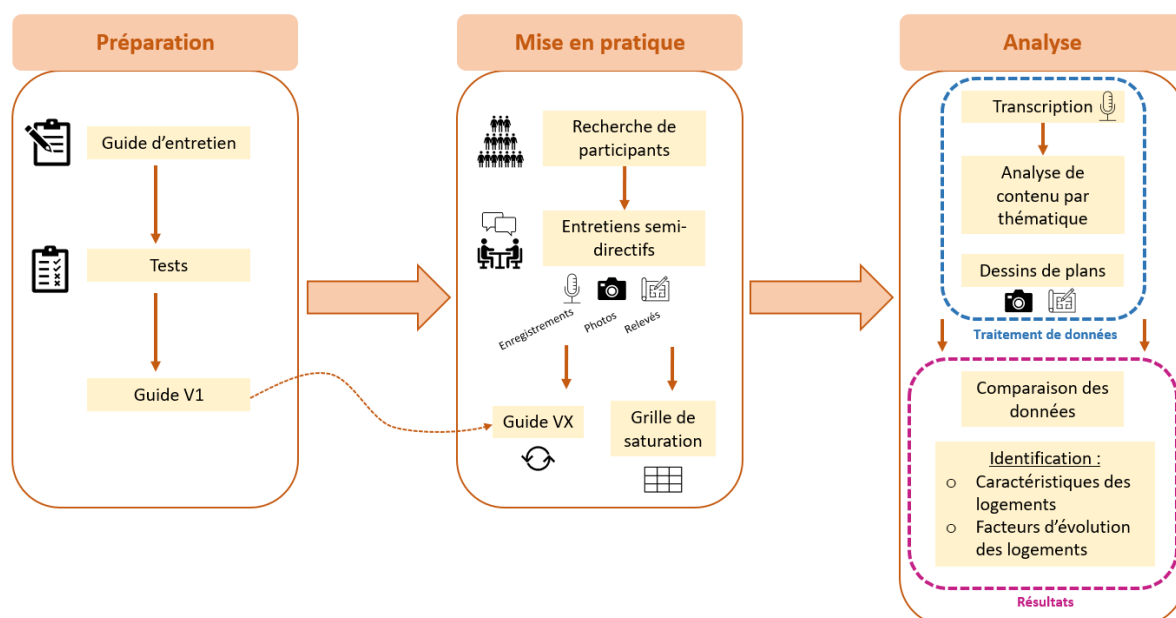 Préparation
Guide d'entretien
Tests
Guide V1
Mise en pratique
Recherche de
participants
Entretiens semi-
directifs
Enregistrements
Photos
Relevés
Guide VX
Grille de
saturation
Analyse
Transcription
Analyse de
contenu par
thématique
Dessins de plans
Traitement de données
Comparaison des
données
Identification :
o Caractéristiques des
logements
o Facteurs d'évolution
des logements
Résultats